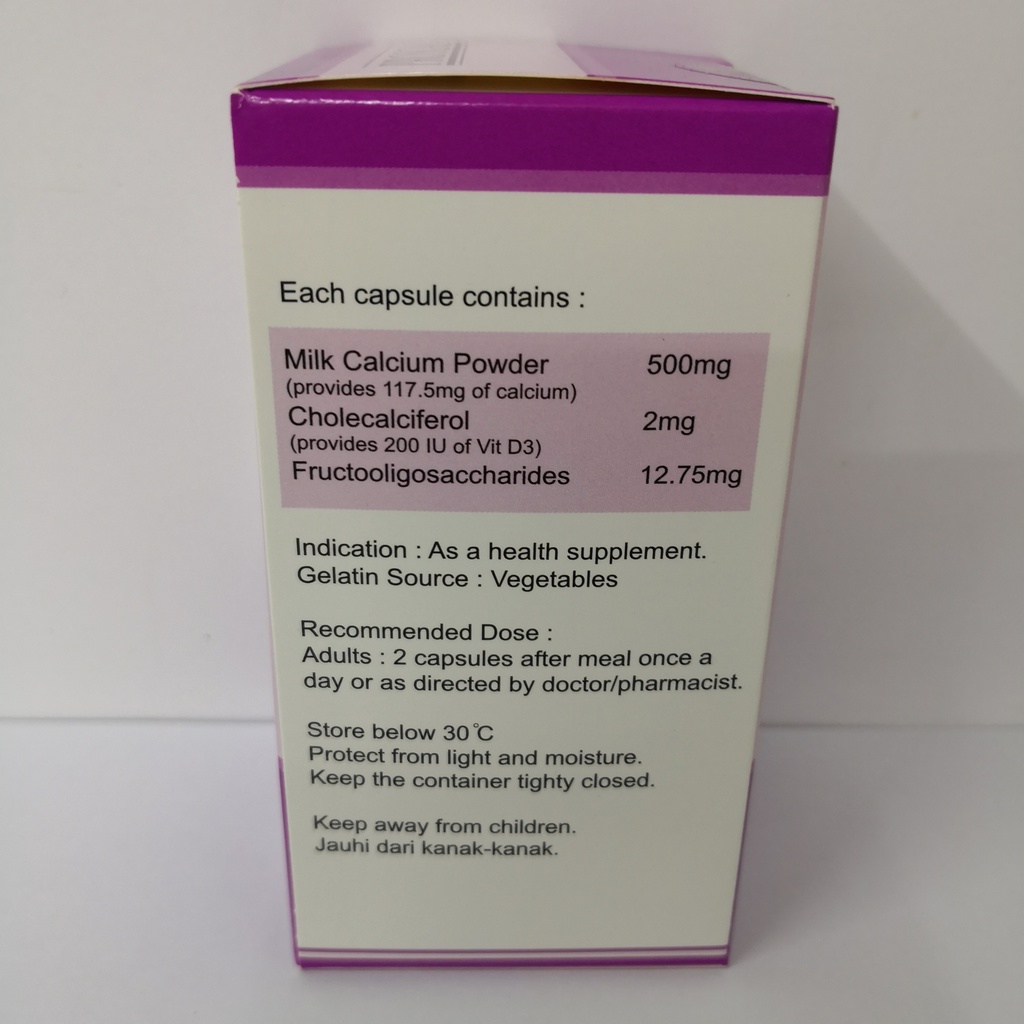 Each capsule contains :
Milk Calcium Powder 500mg
(provides 117.5mg of calcium)
Cholecalciferol 2mg
(provides 200 IU of Vit D3)
Fructooligosaccharides 12.75mg
Indication : As a health supplement.
Gelatin Source : Vegetables
Recommended Dose :
Adults : 2 capsules after meal once a
day or as directed by doctor/pharmacist.
Store below 30°C
Protect from light and moisture.
Keep the container tighty closed.
Keep away from children.
Jauhi dari kanak-kanak.